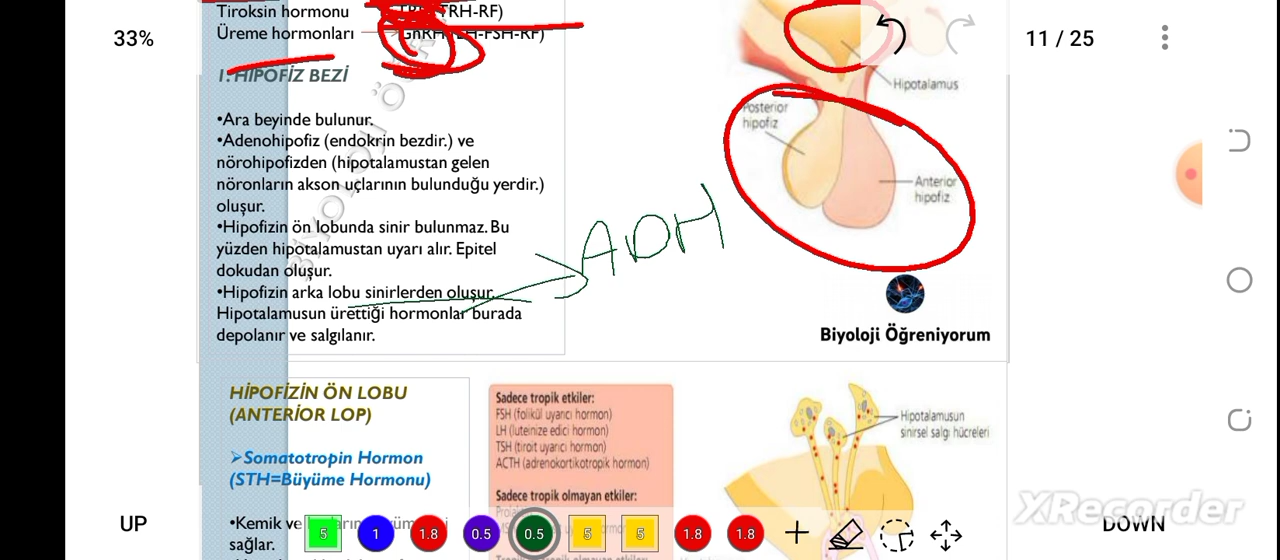 33%
11 / 25
Tiroksin hormonu
TRH-RF)
Üreme hormonları
GnRH
-FSH-RF)
1. HİPOFİZ BEZİ
•Ara beyinde bulunur.
•Adenohipofiz (endokrin bezdir.) ve
nörohipofizden (hipotalamustan gelen
nöronların akson uçlarının bulunduğu yerdir.)
oluşur.
•Hipofizin ön lobunda sinir bulunmaz. Bu
yüzden hipotalamustan uyarı alır. Epitel
dokudan oluşur.
•Hipofizin arka lobu sinirlerden oluşur.
Hipotalamusun ürettiği hormonlar burada
depolanır ve salgılanır.
ADH
Hipotalamus
Posterior
hipofiz
Anterior
hipofiz
Biyoloji Öğreniyorum
HİPOFİZİN ÖN LOBU
(ANTERİOR LOP)
➢Somatotropin Hormon
(STH=Büyüme Hormonu)
•Kemik ve
sağlar.
Sadece tropik etkiler:
FSH (folikül uyarıcı hormon)
LH (luteinize edici hormon)
TSH (tiroit uyarıcı hormon)
ACTH (adrenokortikotropik hormon)
Sadece tropik olmayan etkiler:
Hipotalamusun
sinirsel salgı hücreleri
UP
5
1
1.8
0.5
0.5
5
5
1.8
1.8
XRecorder
DOWN